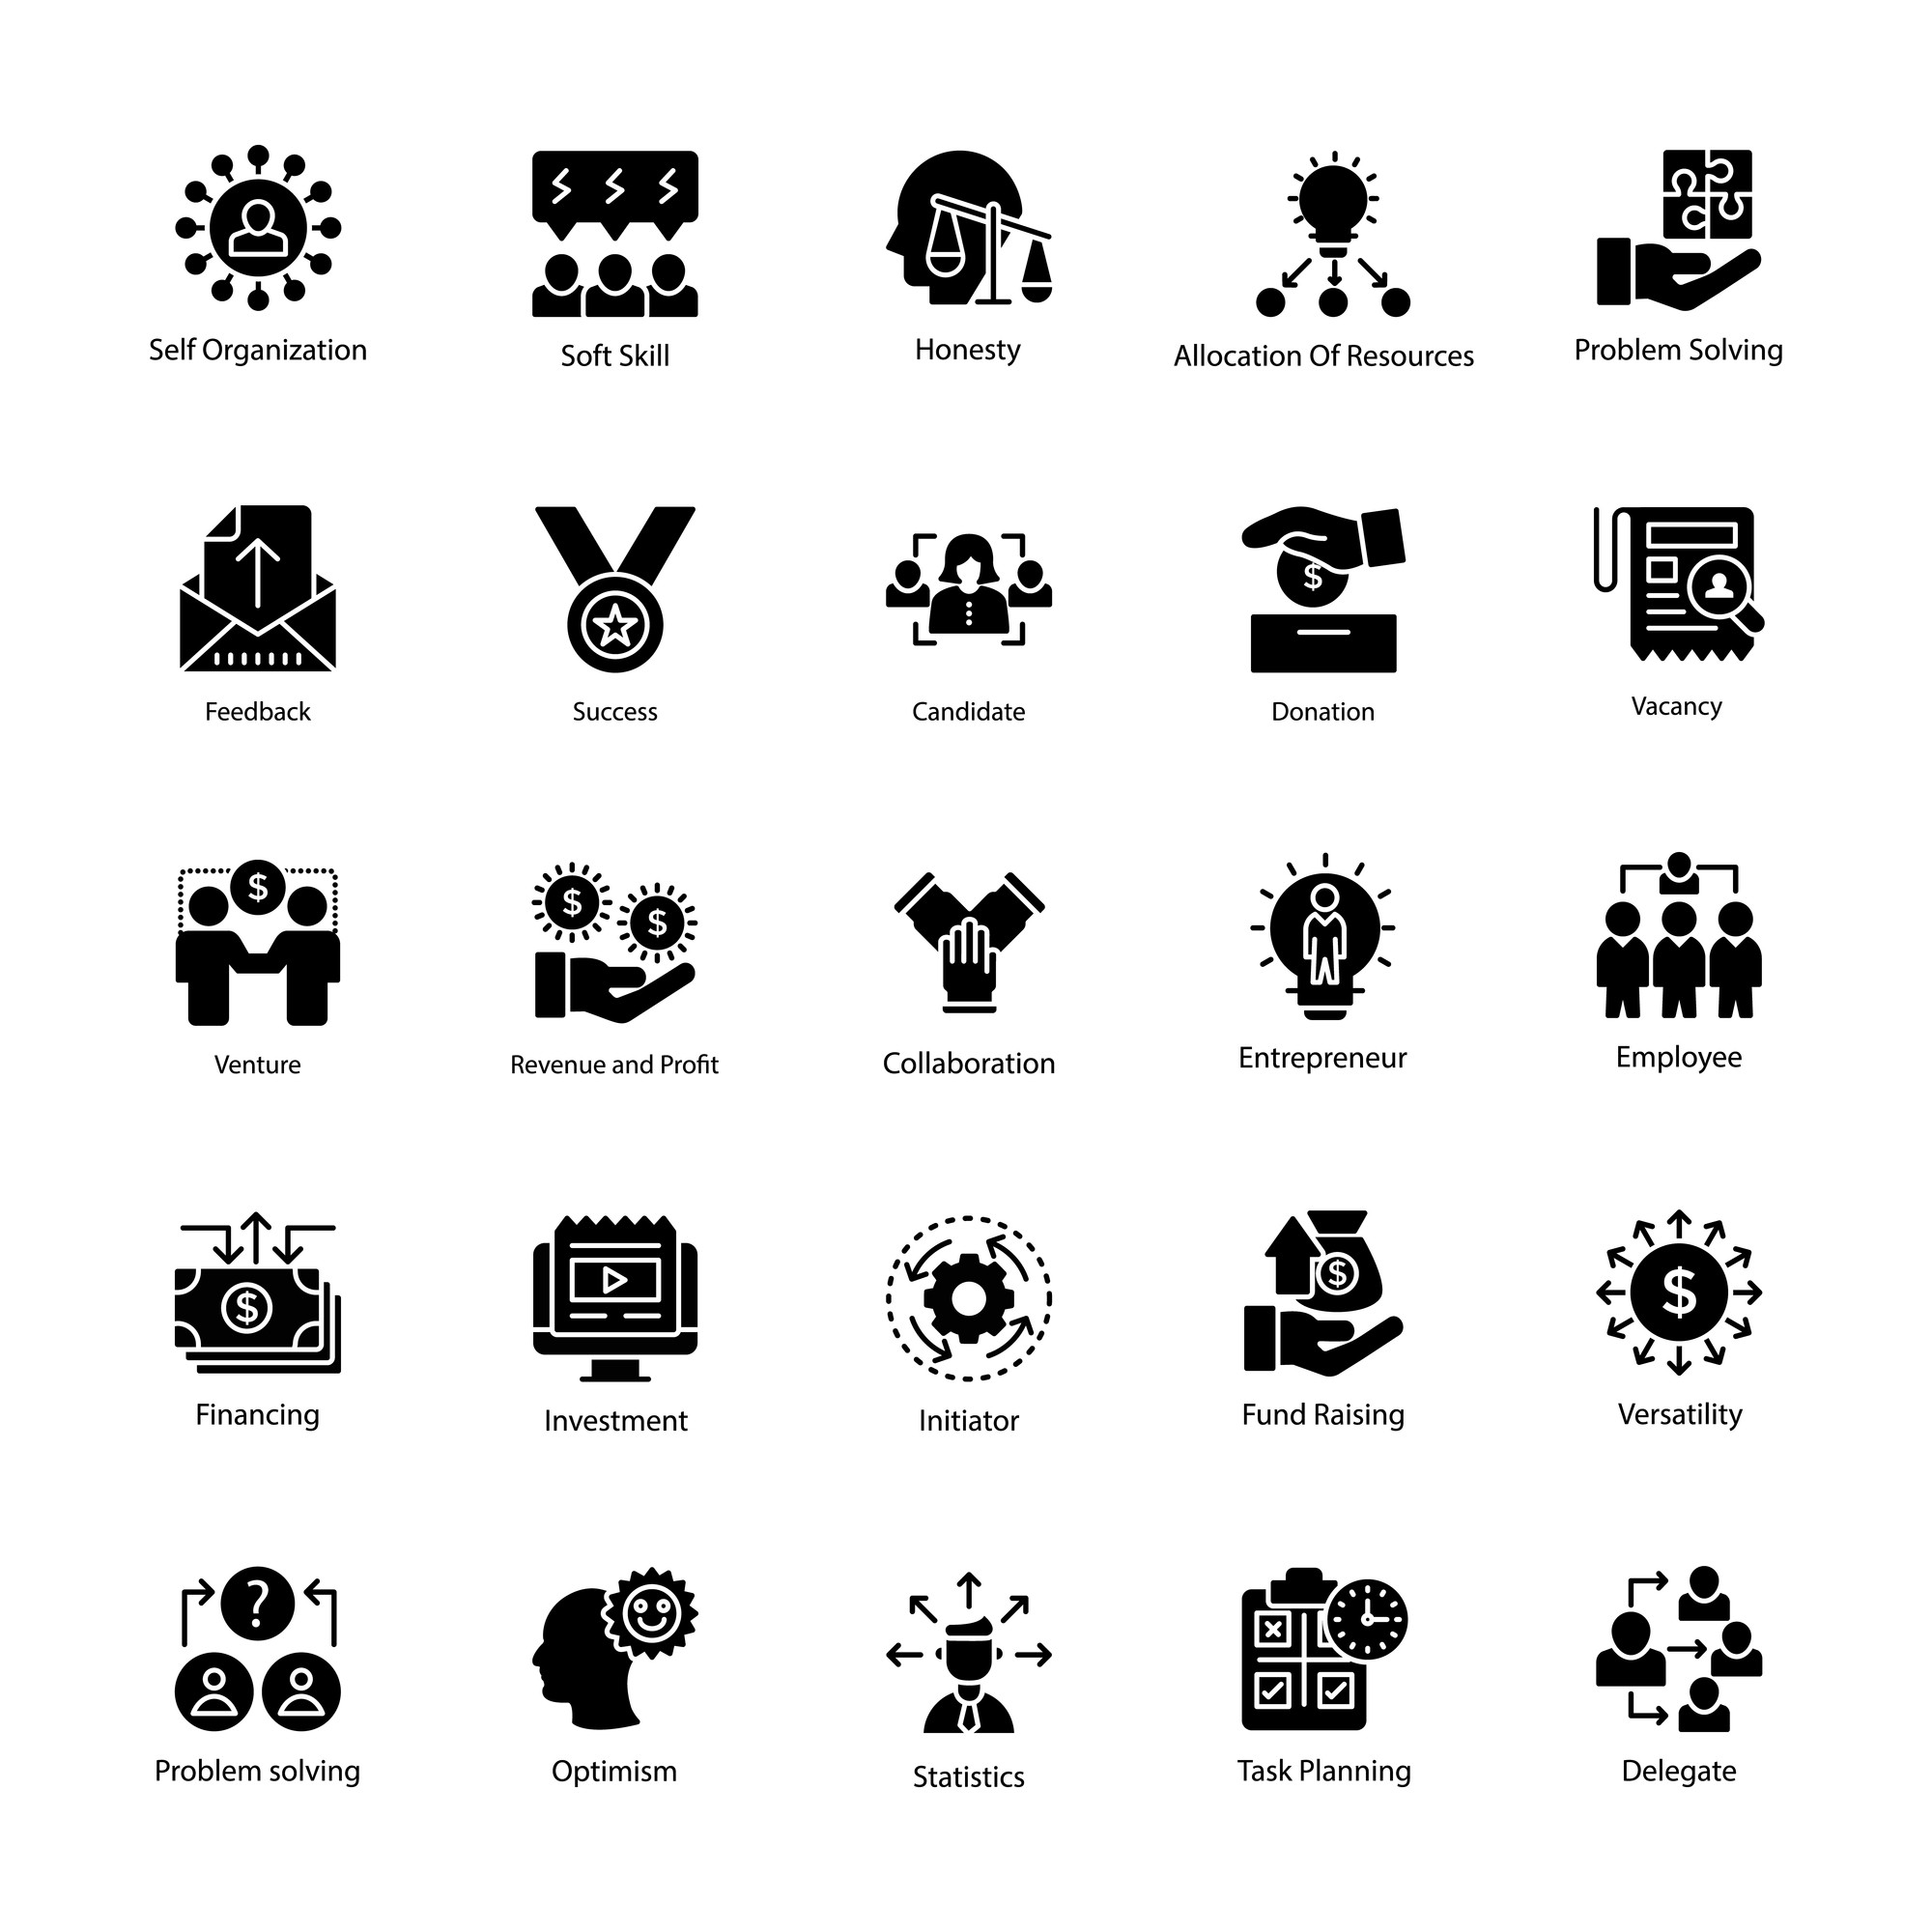 Self Organization
Soft Skill
Honesty
Allocation Of Resources
Problem Solving
Feedback
Success
Candidate
$
Donation
Vacancy
$
Venture
$
$
Revenue and Profit
Collaboration
Entrepreneur
Employee
$
Financing
Investment
Initiator
$
Fund Raising
$
Versatility
?
Problem solving
Optimism
Statistics
Task Planning
Delegate